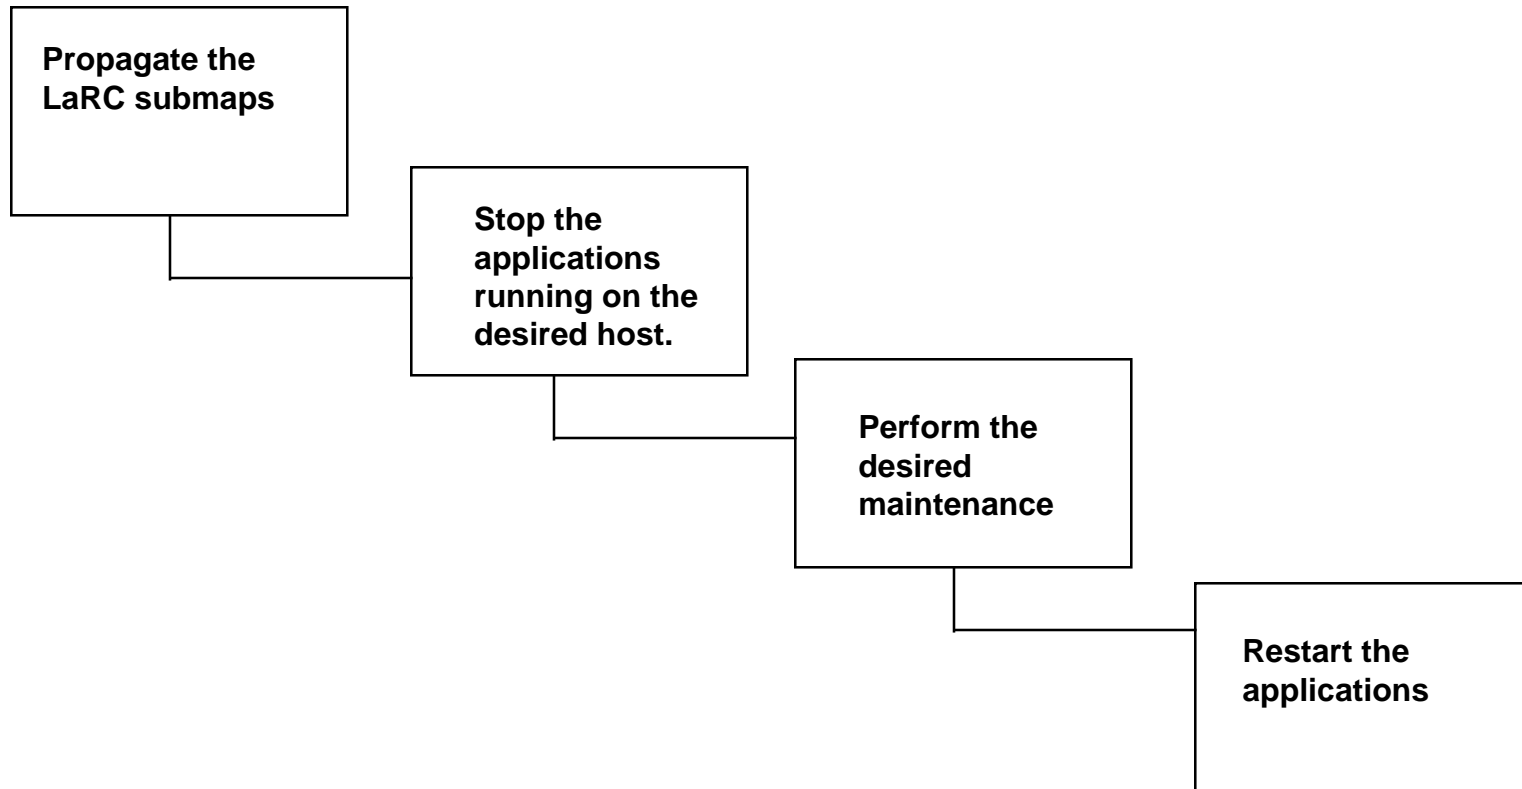 Propagate the
LaRC submaps
Stop the
applications
running on the
desired host.
Perform the
desired
maintenance
Restart the
applications